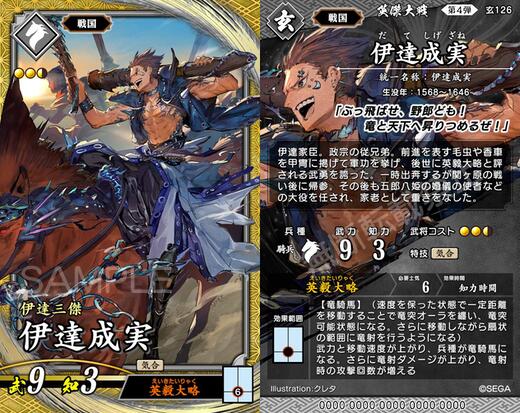 戦国
SAMPLE
伊達三傑
伊達成実
気合
武9 知3
えいきたいりゃく
英毅大略
6
玄
戦国
英傑大戦
第4弾
玄126
だて しげざね
伊達成実
統一名称:伊達成実
生没年:1568~1646
「ぶっ飛ばせ、野郎ども!
竜と天下へ昇りつめるぜ!」
伊達家臣。政宗の従兄弟。前進を表す毛虫や香車
を甲冑に掲げて軍功を挙げ、後世に英毅大略と評
される武勇を誇った。一時出奔するが関ヶ原の戦
い後に帰参。その後も五郎八姫の婚儀の使者など
の大役を任され、家老として重きをなした。
兵種 武力 知力 武将コスト
騎兵 9 3 特技 気合
えいきたいりゃく 必要士気 効果時間
英毅大略 6 知力時間
効果範囲
【竜騎馬】(速度を保った状態で一定距離
を移動することで竜突オーラを纏い、竜突
可能状態になる。さらに移動しながら扇状
の範囲に竜射を行うようになる)
武力と移動速度が上がり、兵種が竜騎馬に
なる。さらに竜射ダメージが上がり、竜射
時の攻撃回数が増える
Illustration:クレタ
©SEGA
0000-0000-0000-0000-0000